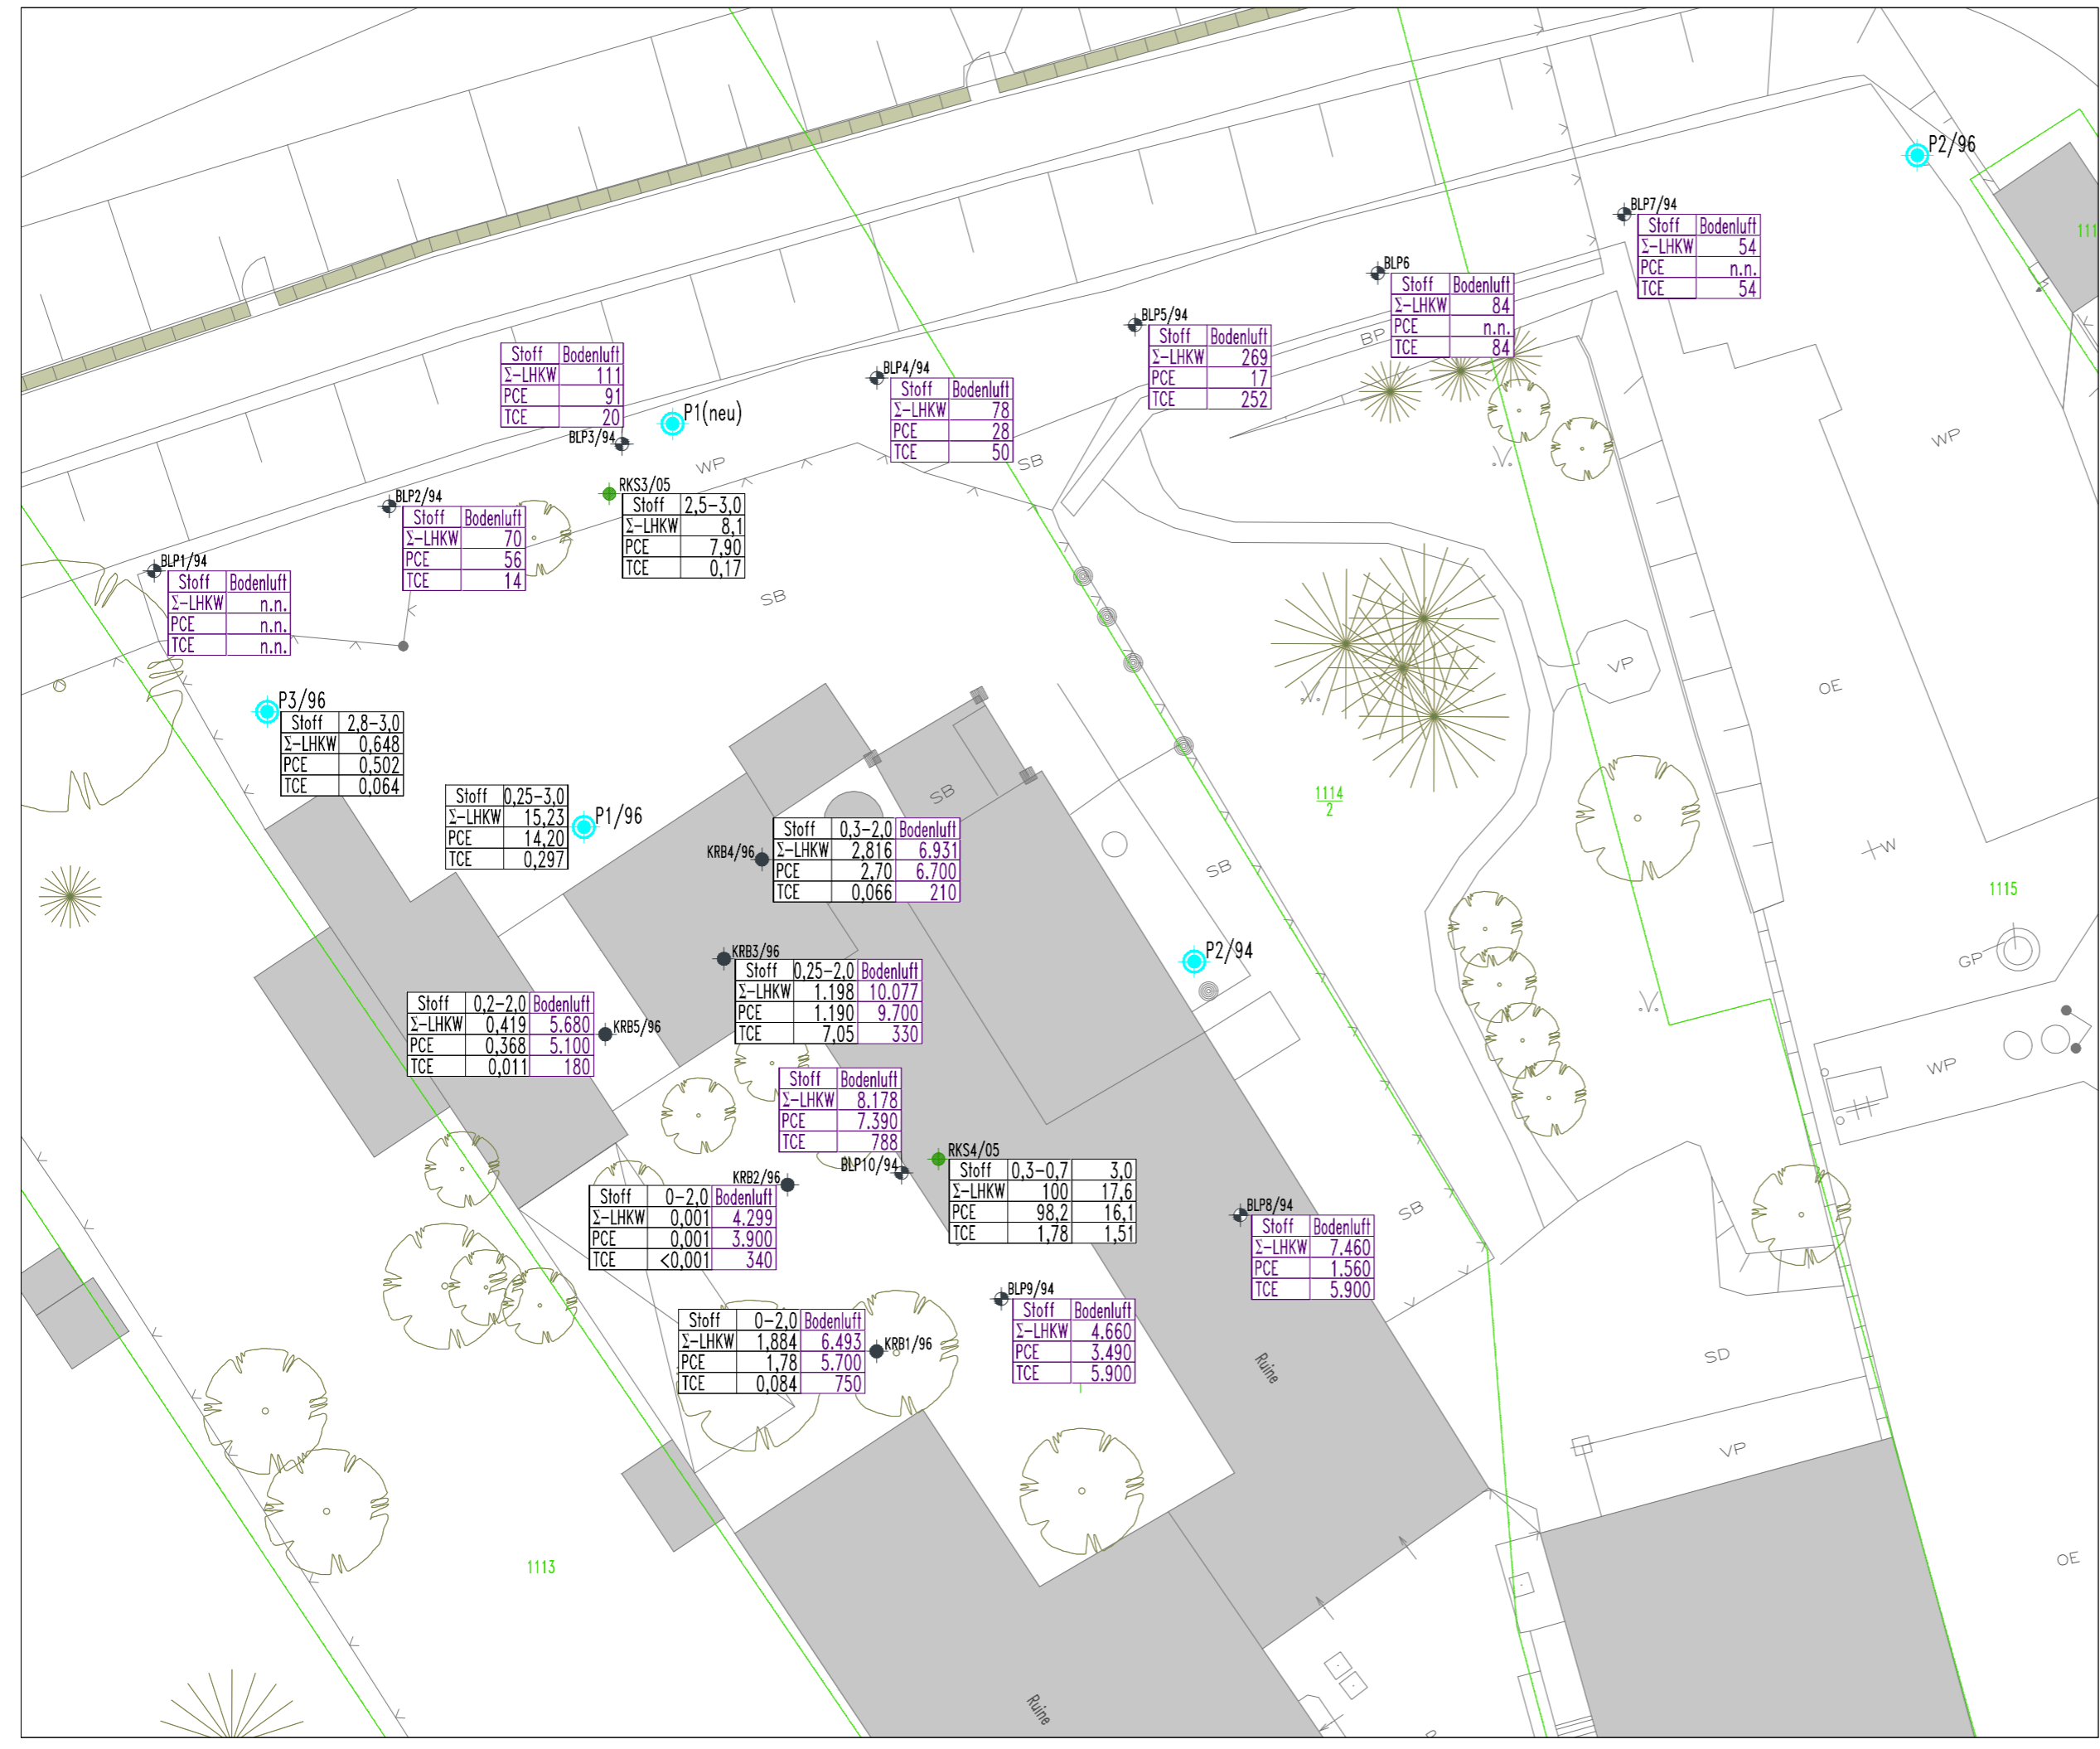 P2/96
111
BLP7/94
Stoff Bodenluft
Σ-LHKW 54
PCE n.n.
TCE 54
BLP6
Stoff Bodenluft
Σ-LHKW 84
PCE n.n.
TCE 84
BP
BLP5/94
Stoff Bodenluft
Σ-LHKW 269
PCE 17
TCE 252
Stoff Bodenluft
Σ-LHKW 111
PCE 91
TCE 20
BLP3/94
P1(neu)
BLP4/94
Stoff Bodenluft
Σ-LHKW 78
PCE 28
TCE 50
SB
WP
WP
BLP2/94
Stoff Bodenluft
Σ-LHKW 70
PCE 56
TCE 14
RKS3/05
Stoff 2,5-3,0
Σ-LHKW 8,1
PCE 7,90
TCE 0,17
BLP1/94
Stoff Bodenluft
Σ-LHKW n.n.
PCE n.n.
TCE n.n.
SB
VP
OE
P3/96
Stoff 2,8-3,0
Σ-LHKW 0,648
PCE 0,502
TCE 0,064
Stoff 0,25-3,0
Σ-LHKW 15,23
PCE 14,20
TCE 0,297
P1/96
SB
1114
2
KRB4/96
Stoff 0,3-2,0 Bodenluft
Σ-LHKW 2,816 6.931
PCE 2,70 6.700
TCE 0,066 210
SB
W
1115
KRB3/96
Stoff 0,25-2,0 Bodenluft
Σ-LHKW 1.198 10.077
PCE 1.190 9.700
TCE 7,05 330
P2/94
GP
Stoff 0,2-2,0 Bodenluft
Σ-LHKW 0,419 5.680
PCE 0,368 5.100
TCE 0,011 180
KRB5/96
WP
Stoff Bodenluft
Σ-LHKW 8.178
PCE 7.390
TCE 788
BLP10/94
RKS4/05
Stoff 0,3-0,7 3,0
Σ-LHKW 100 17,6
PCE 98,2 16,1
TCE 1,78 1,51
KRB2/96
Stoff 0-2,0 Bodenluft
Σ-LHKW 0,001 4.299
PCE 0,001 3.900
TCE <0,001 340
BLP8/94
Stoff Bodenluft
Σ-LHKW 7.460
PCE 1.560
TCE 5.900
SB
BLP9/94
Stoff Bodenluft
Σ-LHKW 4.660
PCE 3.490
TCE 5.900
Stoff 0-2,0 Bodenluft
Σ-LHKW 1,884 6.493
PCE 1,78 5.700
TCE 0,084 750
KRB1/96
Ruine
SD
VP
1113
OE
Ruine